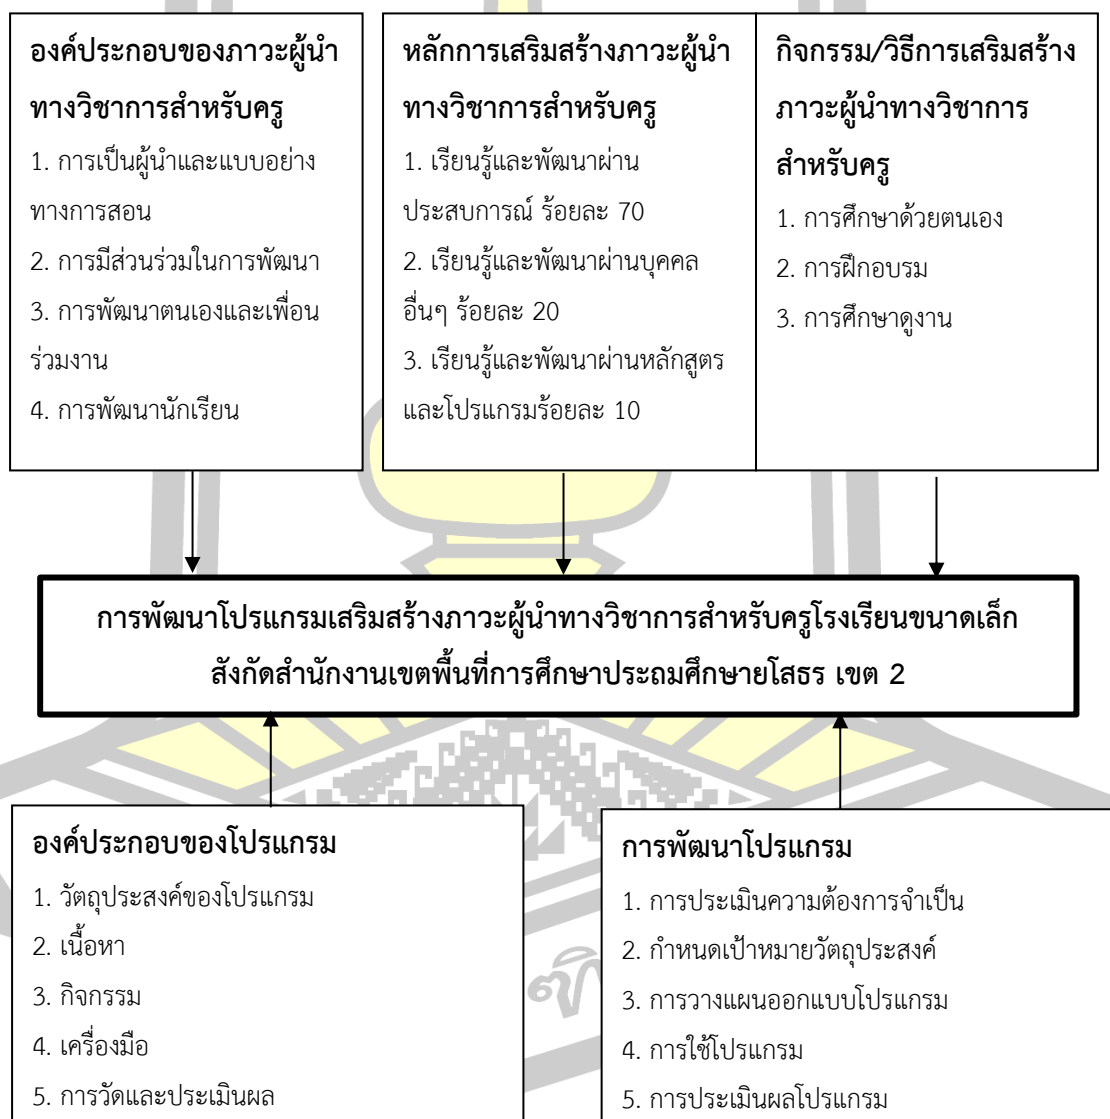 องค์ประกอบของภาวะผู้นำ
ทางวิชาการสำหรับครู
1. การเป็นผู้นำและแบบอย่าง
ทางการสอน
2. การมีส่วนร่วมในการพัฒนา
3. การพัฒนาตนเองและเพื่อน
ร่วมงาน
4. การพัฒนานักเรียน
หลักการเสริมสร้างภาวะผู้นำ
ทางวิชาการสำหรับครู
1. เรียนรู้และพัฒนาผ่าน
ประสบการณ์ ร้อยละ 70
2. เรียนรู้และพัฒนาผ่านบุคคล
อื่นๆ ร้อยละ 20
3. เรียนรู้และพัฒนาผ่านหลักสูตร
และโปรแกรมร้อยละ 10
กิจกรรม/วิธีการเสริมสร้าง
ภาวะผู้นำทางวิชาการ
สำหรับครู
1. การศึกษาด้วยตนเอง
2. การฝึกอบรม
3. การศึกษาดูงาน
การพัฒนาโปรแกรมเสริมสร้างภาวะผู้นำทางวิชาการสำหรับครูโรงเรียนขนาดเล็ก
สังกัดสำนักงานเขตพื้นที่การศึกษาประถมศึกษายโสธร เขต 2
องค์ประกอบของโปรแกรม
1. วัตถุประสงค์ของโปรแกรม
2. เนื้อหา
3. กิจกรรม
4. เครื่องมือ
5. การวัดและประเมินผล
การพัฒนาโปรแกรม
1. การประเมินความต้องการจำเป็น
2. กำหนดเป้าหมายวัตถุประสงค์
3. การวางแผนออกแบบโปรแกรม
4. การใช้โปรแกรม
5. การประเมินผลโปรแกรม